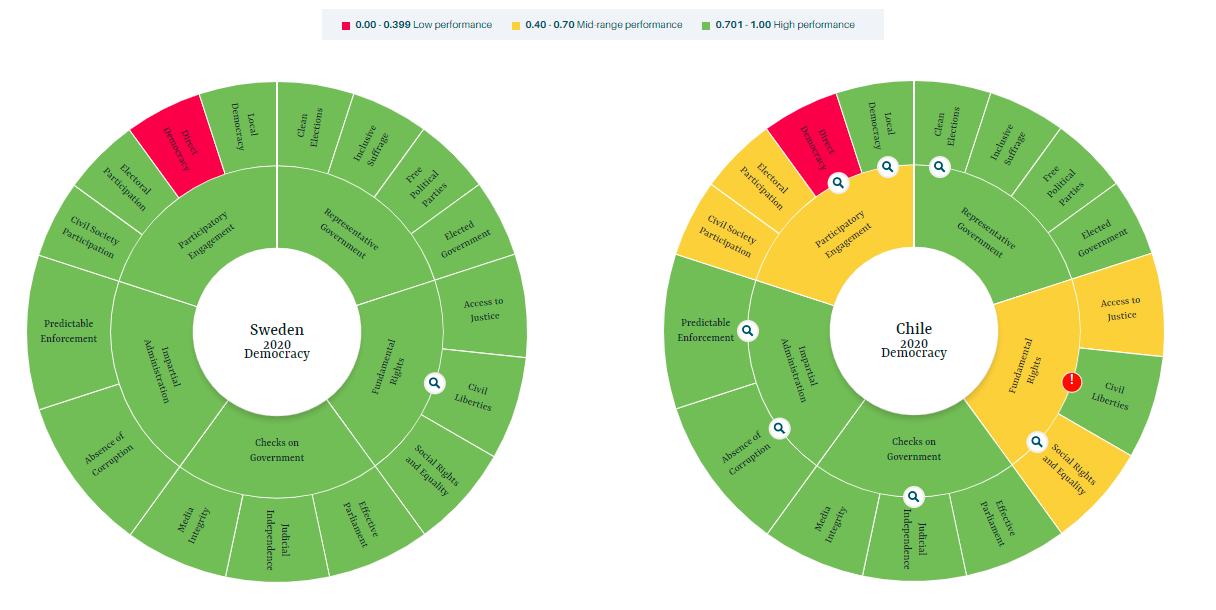 0.00 - 0.399 Low performance
0.40 - 0.70 Mid-range performance
0.701 - 1.00 High performance
Sweden
2020
Democracy
Participatory
Engagement
Representative
Government
Fundamental
Rights
Checks on
Government
Impartial
Administration
Local
Democracy
Clean
Elections
Inclusive
Suffrage
Free
Political
Parties
Elected
Government
Access to
Justice
Civil
Liberties
Social Rights
and Equality
Effective
Parliament
Judicial
Independence
Media
Integrity
Absence of
Corruption
Predictable
Enforcement
Civil Society
Participation
Electoral
Participation
Direct
Democracy
Chile
2020
Democracy
Participatory
Engagement
Representative
Government
Fundamental
Rights
Checks on
Government
Impartial
Administration
Local
Democracy
Clean
Elections
Inclusive
Suffrage
Free
Political
Parties
Elected
Government
Access to
Justice
!
Civil
Liberties
Social Rights
and Equality
Effective
Parliament
Judicial
Independence
Media
Integrity
Absence of
Corruption
Predictable
Enforcement
Civil Society
Participation
Electoral
Participation
Direct
Democracy